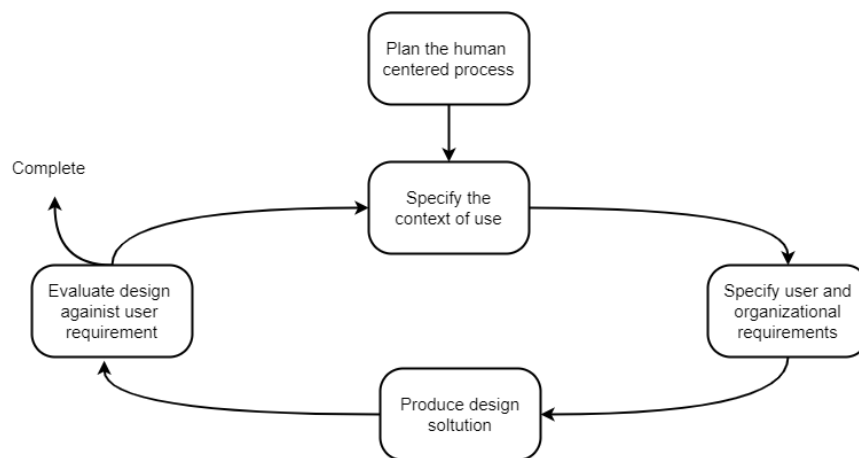 Plan the human
centered process
Complete
Specify the
context of use
Evaluate design
againist user
requirement
Specify user and
organizational
requirements
Produce design
soltution